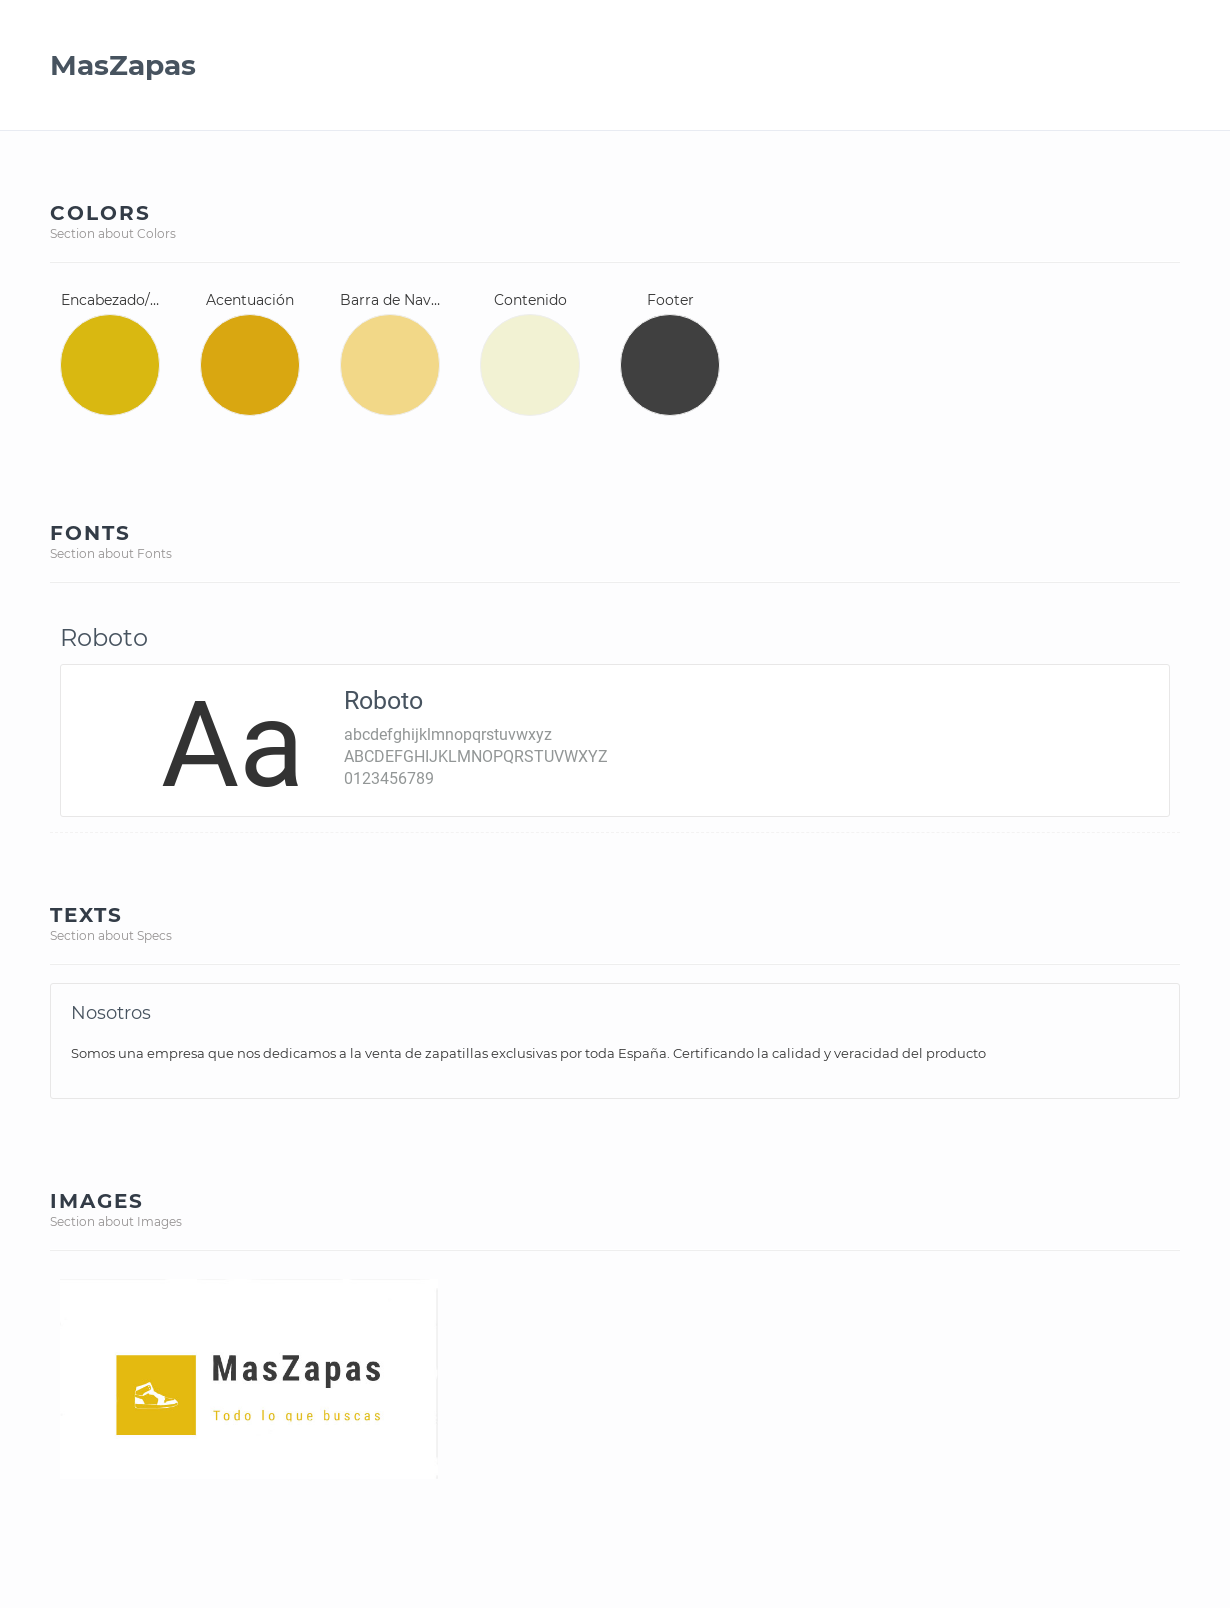 MasZapas
COLORS
Section about Colors
Encabezado/... Acentuación Barra de Nav... Contenido Footer
FONTS
Section about Fonts
Roboto
Aa
Roboto
abcdefghijklmnopqrstuvwxyz
ABCDEFGHIJKLMNOPQRSTUVWXYZ
0123456789
TEXTS
Section about Specs
Nosotros
Somos una empresa que nos dedicamos a la venta de zapatillas exclusivas por toda España. Certificando la calidad y veracidad del producto
IMAGES
Section about Images
MasZapas
Todo lo que buscas